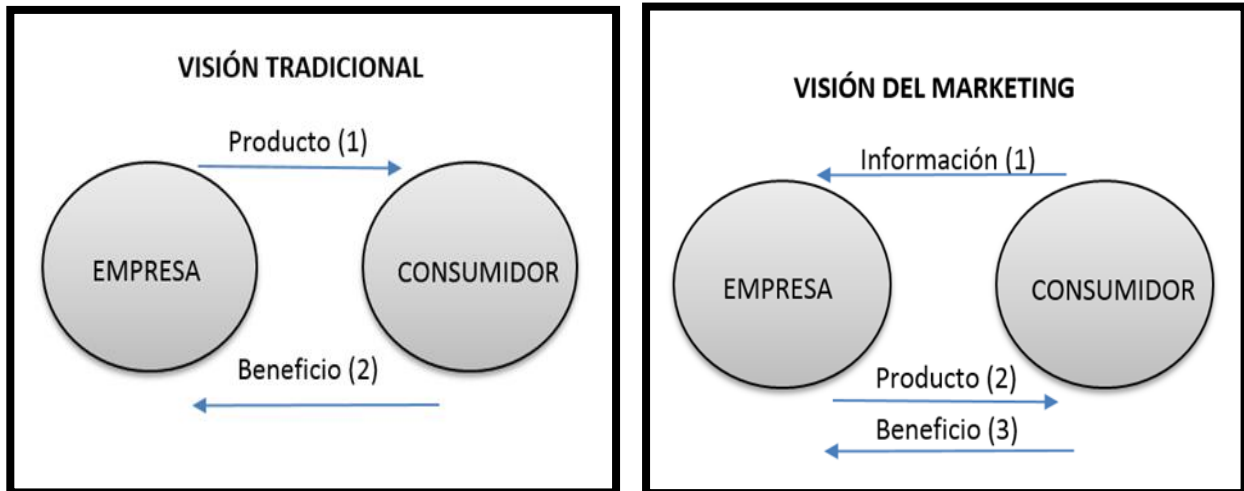 VISIÓN TRADICIONAL
Producto (1)
EMPRESA
CONSUMIDOR
Beneficio (2)
VISIÓN DEL MARKETING
Información (1)
EMPRESA
CONSUMIDOR
Producto (2)
Beneficio (3)